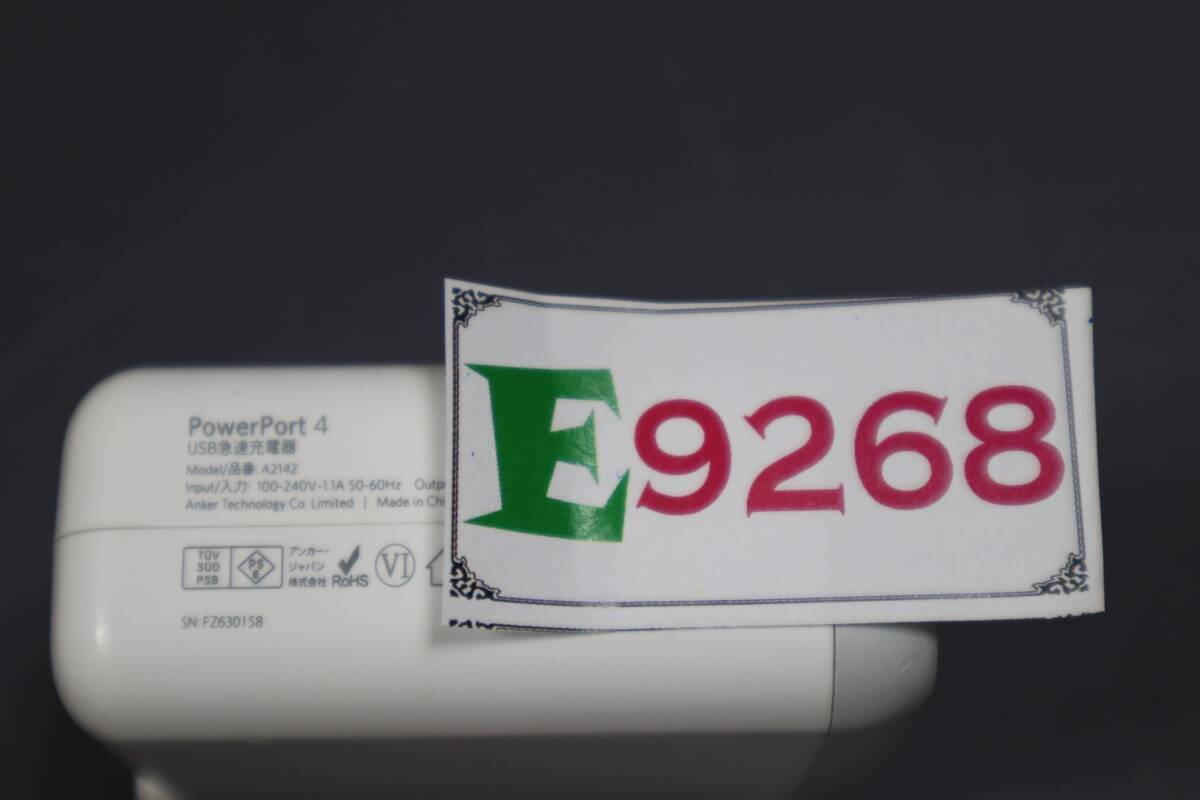 PowerPort 4
USB急速充電器
Model/品番: A2142
Input/入力: 100-240V~1.1A 50-60Hz
Anker Technology Co. Limited | Made in
TÜV
SÜD
PSB
PS
E
アンカー・
ジャパン
株式会社
RoHS
VI
SN: FZ630158
E9268